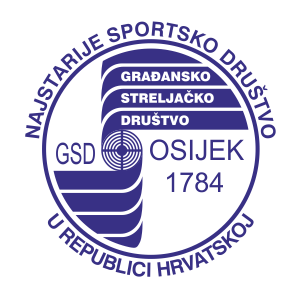 NAJSTARIJE SPORTSKO DRUŠTVO
GRAĐANSKO
STRELJAČKO
DRUŠTVO
GSD OSIJEK
1784
U REPUBLICI HRVATSKOJ